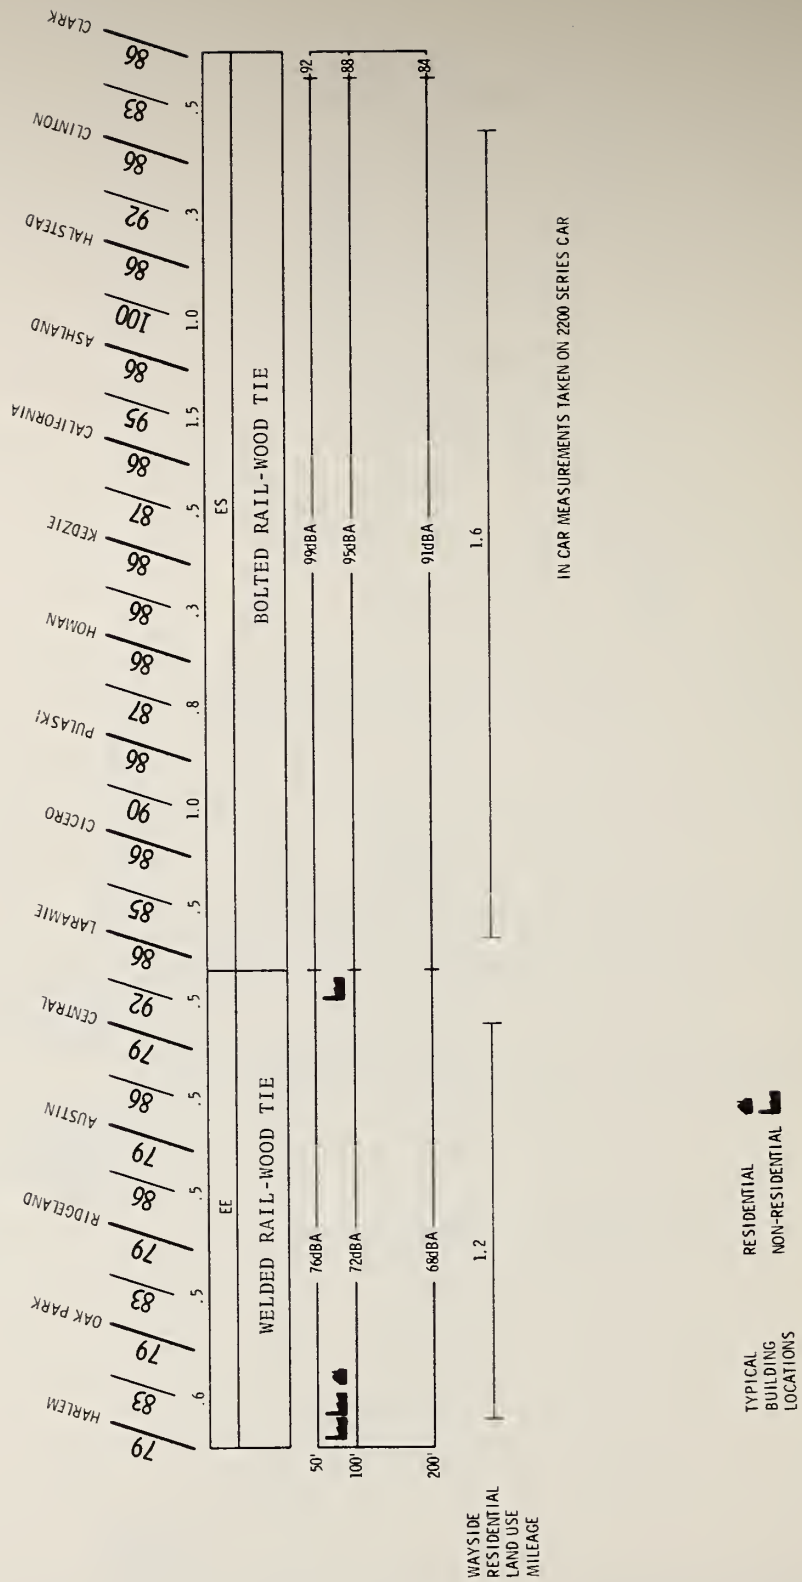 HARLEM
OAK PARK
RIDGELAND
AUSTIN
CENTRAL
LARAMIE
CICERO
PULASKI
HOMAN
KEDZIE
CALIFORNIA
ASHLAND
HALSTEAD
CLINTON
CLARK
79 83 79 83 79 86 79 86 79 92 86 85 86 90 86 87 86 86 86 87 86 95 86 100 86 92 86 83 86
.6 .5 .5 .5 .5 .5 1.0 .8 .3 .5 1.5 1.0 .3 .5
EE ES
WELDED RAIL-WOOD TIE BOLTED RAIL-WOOD TIE
50' 76dBA 99dBA 92
100' 72dBA 95dBA 88
200' 68dBA 91dBA 84
WAYSIDE
RESIDENTIAL
LAND USE
MILEAGE
1.2 1.6
IN CAR MEASUREMENTS TAKEN ON 2200 SERIES CAR
TYPICAL
BUILDING
LOCATIONS
RESIDENTIAL
NON-RESIDENTIAL